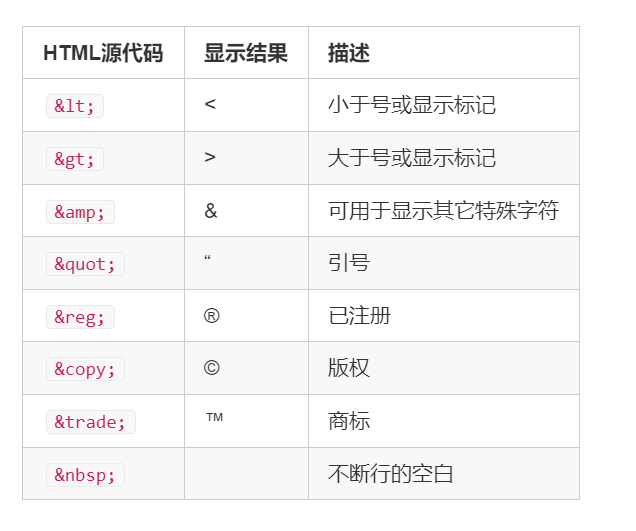 HTML源代码 显示结果 描述
&lt; < 小于号或显示标记
&gt; > 大于号或显示标记
&amp; & 可用于显示其它特殊字符
&quot; “ 引号
&reg; ® 已注册
&copy; © 版权
&trade; ™ 商标
&nbsp; 不断行的空白